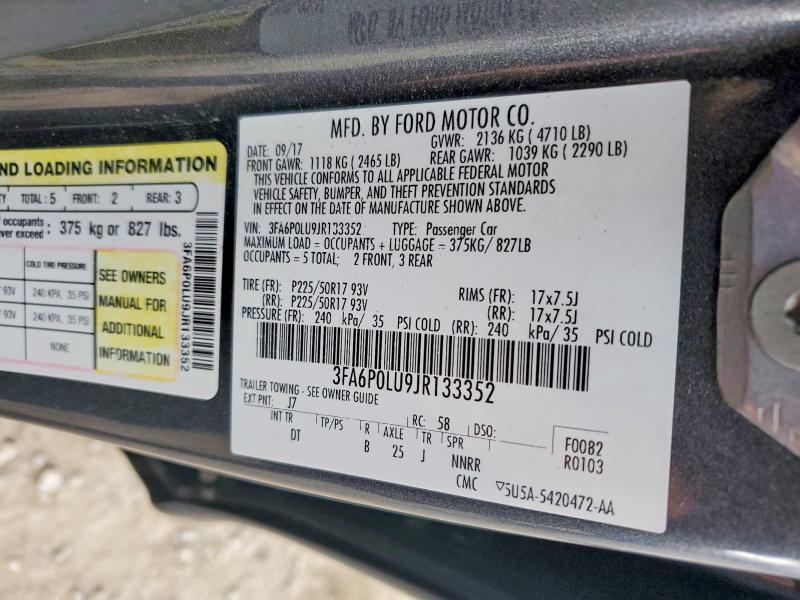 MFD. BY FORD MOTOR CO.
DATE: 09/17 GVWR: 2136 KG ( 4710 LB)
FRONT GAWR: 1118 KG ( 2465 LB) REAR GAWR: 1039 KG ( 2290 LB)
THIS VEHICLE CONFORMS TO ALL APPLICABLE FEDERAL MOTOR
VEHICLE SAFETY, BUMPER, AND THEFT PREVENTION STANDARDS
IN EFFECT ON THE DATE OF MANUFACTURE SHOWN ABOVE.
VIN: 3FA6P0LU9JR133352 TYPE: Passenger Car
MAXIMUM LOAD = OCCUPANTS + LUGGAGE = 375KG/ 827LB
OCCUPANTS = 5 TOTAL; 2 FRONT, 3 REAR
TIRE (FR): P225/50R17 93V RIMS (FR): 17x7.5J
(RR): P225/50R17 93V (RR): 17x7.5J
PRESSURE (FR): 240 kPa/ 35 PSI COLD (RR): 240 kPa/ 35 PSI COLD
3FA6P0LU9JR133352
TRAILER TOWING - SEE OWNER GUIDE
EXT PNT: J7 RC: 58 DSO:
INT TR TP/PS R AXLE TR SPR F0082
DT B 25 J NNRR R0103
CMC ▽5U5A-5420472-AA
ND LOADING INFORMATION
TOTAL: 5 FRONT: 2 REAR: 3
occupants
ver exceed : 375 kg or 827 lbs.
COLD TIRE PRESSURE SEE OWNERS
93V 240 KPA, 35 PSI MANUAL FOR
93V 240 KPA, 35 PSI ADDITIONAL
NONE INFORMATION
3FA6P0LU9JR133352